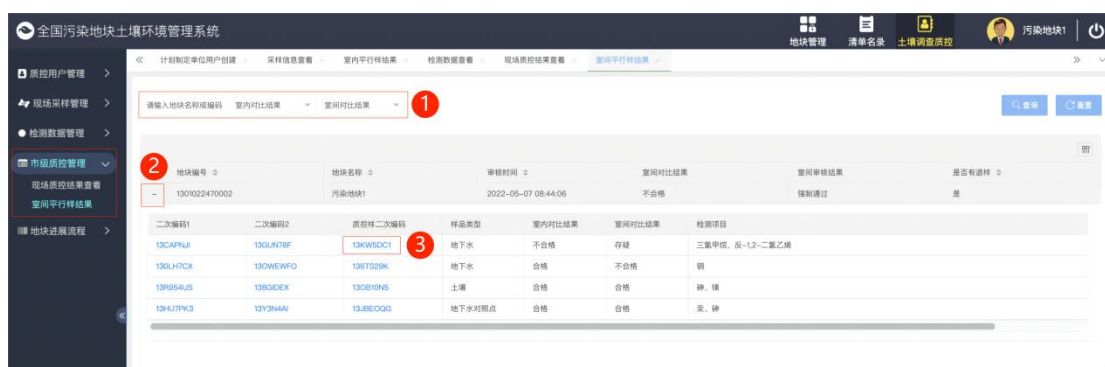 全国污染地块土壤环境管理系统
地块管理 清单名录 土壤调查质控 污染地块1
计划制定单位用户创建 采样信息查看 室内平行样结果 检测数据查看 现场质控结果查看 室间平行样结果
质控用户管理
现场采样管理
检测数据管理
市级质控管理
现场质控结果查看
室间平行样结果
地块进展流程
请输入地块名称或编码 室内对比结果 室间对比结果 1
查询 重置
2
地块编号 地块名称 审核时间 室间对比结果 室间审核结果 是否有退样
1301022470002 污染地块1 2022-05-07 08:44:06 不合格 强制通过 是
二次编码1 二次编码2 质控样二次编码 样品类型 室内对比结果 室间对比结果 检测项目
13CAPNJI 13GUN78F 13KW5DC1 3 地下水 不合格 存疑 三氯甲烷、反-1,2-二氯乙烯
130LH7CX 13OWEWFO 136TS29K 地下水 合格 不合格 铜
13R954US 138GIDEX 13OB10N5 土壤 合格 合格 砷、镍
13HU7PK3 13Y3N4AI 13JBEOQG 地下水对照点 合格 合格 汞、砷